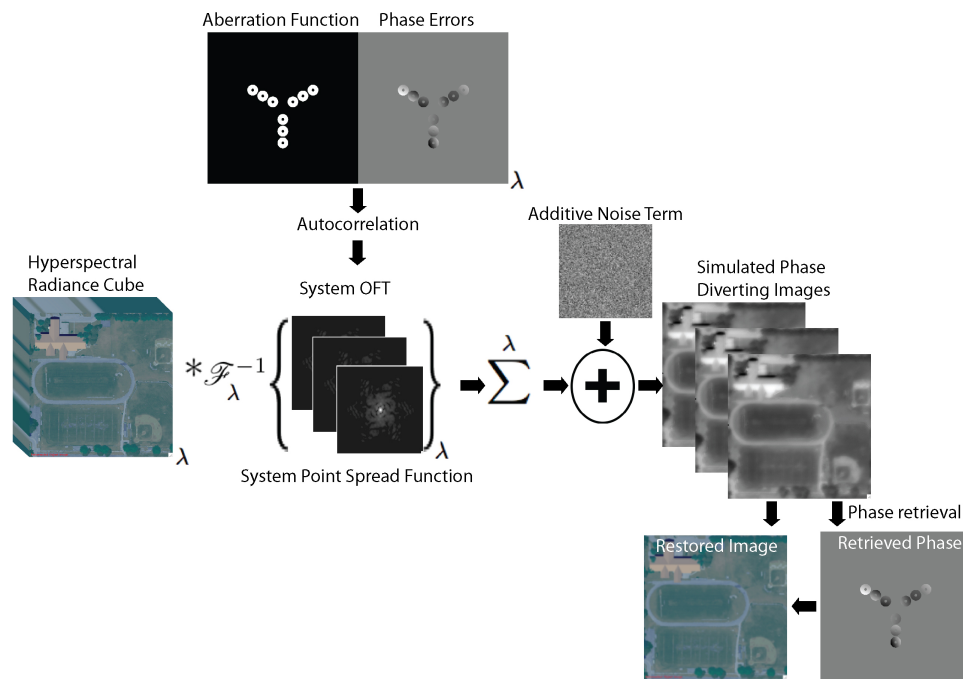 Aberration Function
Phase Errors
λ
Autocorrelation
Additive Noise Term
Hyperspectral
Radiance Cube
System OFT
Simulated Phase
Diverting Images
* ℱλ⁻¹ { }λ
λ
∑
+
λ
System Point Spread Function
Phase retrieval
Restored Image
Retrieved Phase